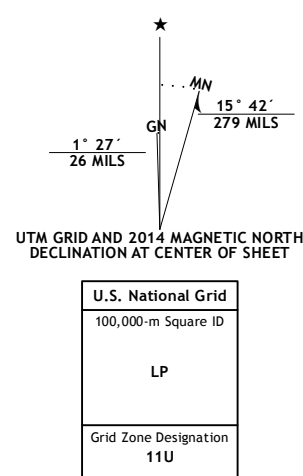 ★
MN
15° 42´
279 MILS
GN
1° 27´
26 MILS
UTM GRID AND 2014 MAGNETIC NORTH
DECLINATION AT CENTER OF SHEET
U.S. National Grid
100,000-m Square ID
LP
Grid Zone Designation
11U